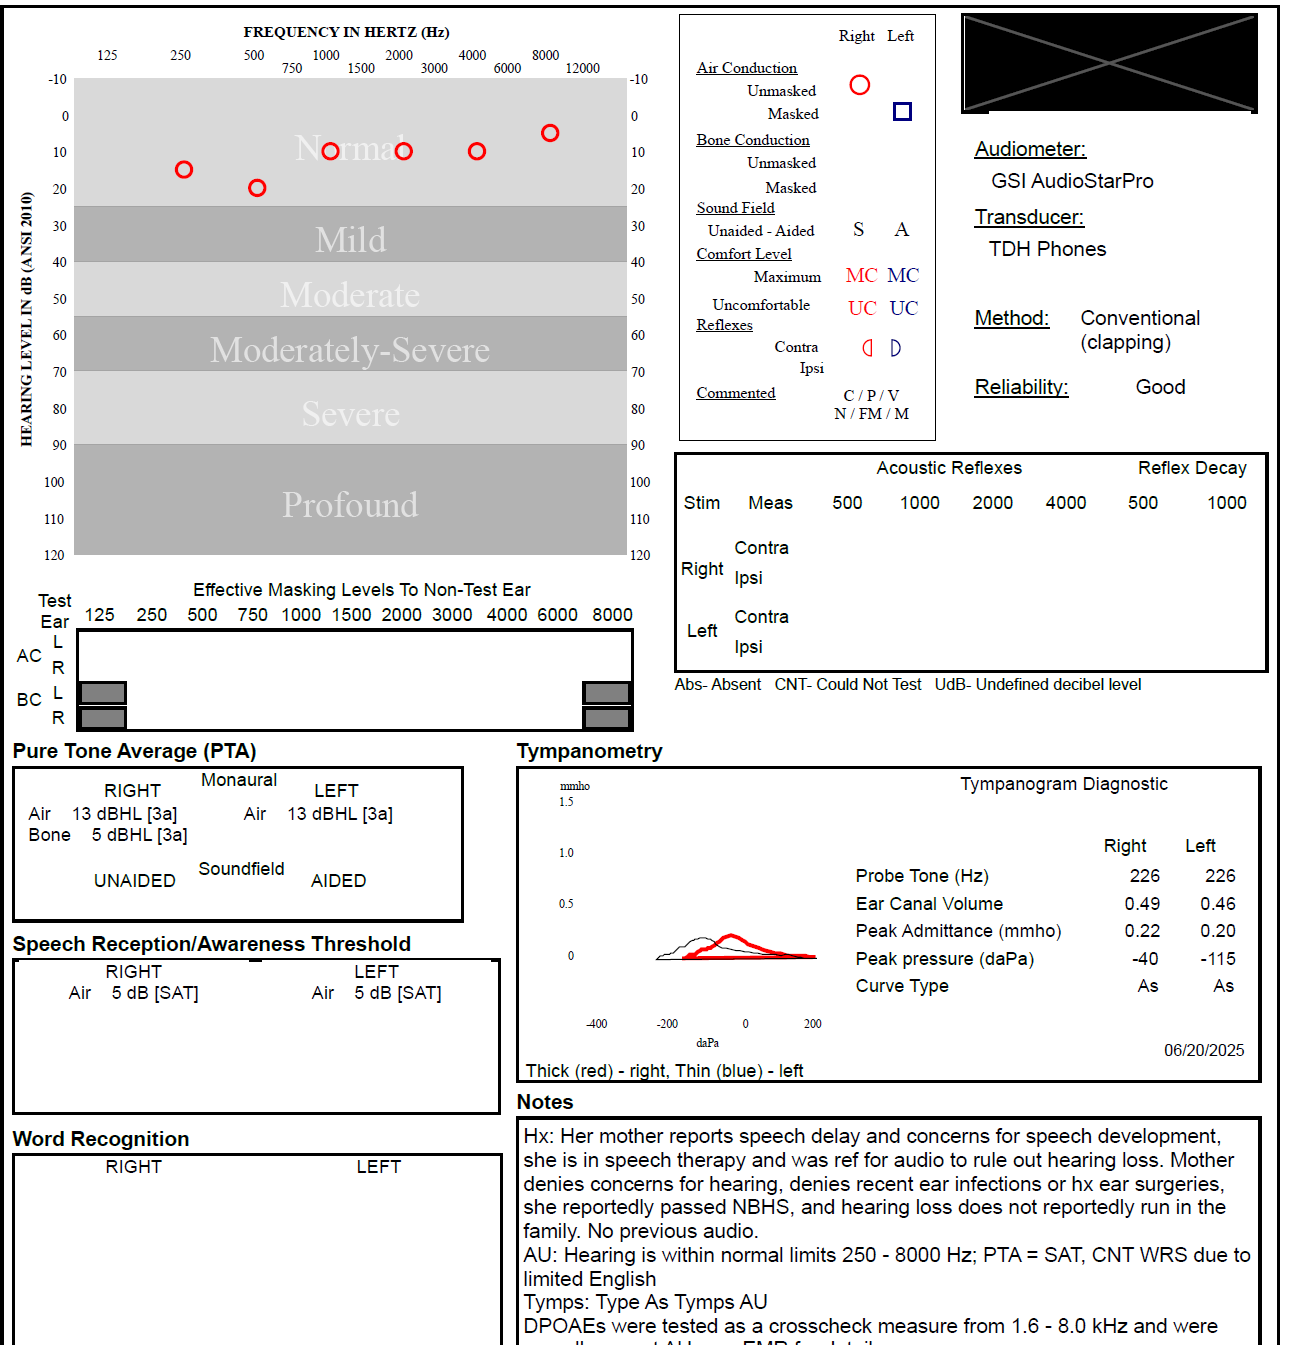 FREQUENCY IN HERTZ (Hz)
125 250 500 1000 2000 4000 8000
750 1500 3000 6000 12000
HEARING LEVEL IN dB (ANSI 2010)
-10 -10
0 0
10 Normal 10
20 20
30 Mild 30
40 40
50 Moderate 50
60 Moderately-Severe 60
70 70
80 Severe 80
90 90
100 Profound 100
110 110
120 120
Right Left
Air Conduction
Unmasked
Masked
Bone Conduction
Unmasked
Masked
Sound Field
Unaided - Aided S A
Comfort Level
Maximum MC MC
Uncomfortable UC UC
Reflexes
Contra
Ipsi
Commented C / P / V
N / FM / M
Audiometer:
GSI AudioStarPro
Transducer:
TDH Phones
Method: Conventional
(clapping)
Reliability: Good
Acoustic Reflexes Reflex Decay
Stim Meas 500 1000 2000 4000 500 1000
Right Contra
Ipsi
Left Contra
Ipsi
Abs- Absent CNT- Could Not Test UdB- Undefined decibel level
Effective Masking Levels To Non-Test Ear
Test Ear 125 250 500 750 1000 1500 2000 3000 4000 6000 8000
AC L
R
BC L
R
Pure Tone Average (PTA)
Monaural
RIGHT LEFT
Air 13 dBHL [3a] Air 13 dBHL [3a]
Bone 5 dBHL [3a]
Soundfield
UNAIDED AIDED
Speech Reception/Awareness Threshold
RIGHT LEFT
Air 5 dB [SAT] Air 5 dB [SAT]
Word Recognition
RIGHT LEFT
Tympanometry
mmho
1.5
1.0
0.5
0
-400 -200 0 200
daPa
Thick (red) - right, Thin (blue) - left
Tympanogram Diagnostic
Right Left
Probe Tone (Hz) 226 226
Ear Canal Volume 0.49 0.46
Peak Admittance (mmho) 0.22 0.20
Peak pressure (daPa) -40 -115
Curve Type As As
06/20/2025
Notes
Hx: Her mother reports speech delay and concerns for speech development,
she is in speech therapy and was ref for audio to rule out hearing loss. Mother
denies concerns for hearing, denies recent ear infections or hx ear surgeries,
she reportedly passed NBHS, and hearing loss does not reportedly run in the
family. No previous audio.
AU: Hearing is within normal limits 250 - 8000 Hz; PTA = SAT, CNT WRS due to
limited English
Tymps: Type As Tymps AU
DPOAEs were tested as a crosscheck measure from 1.6 - 8.0 kHz and were